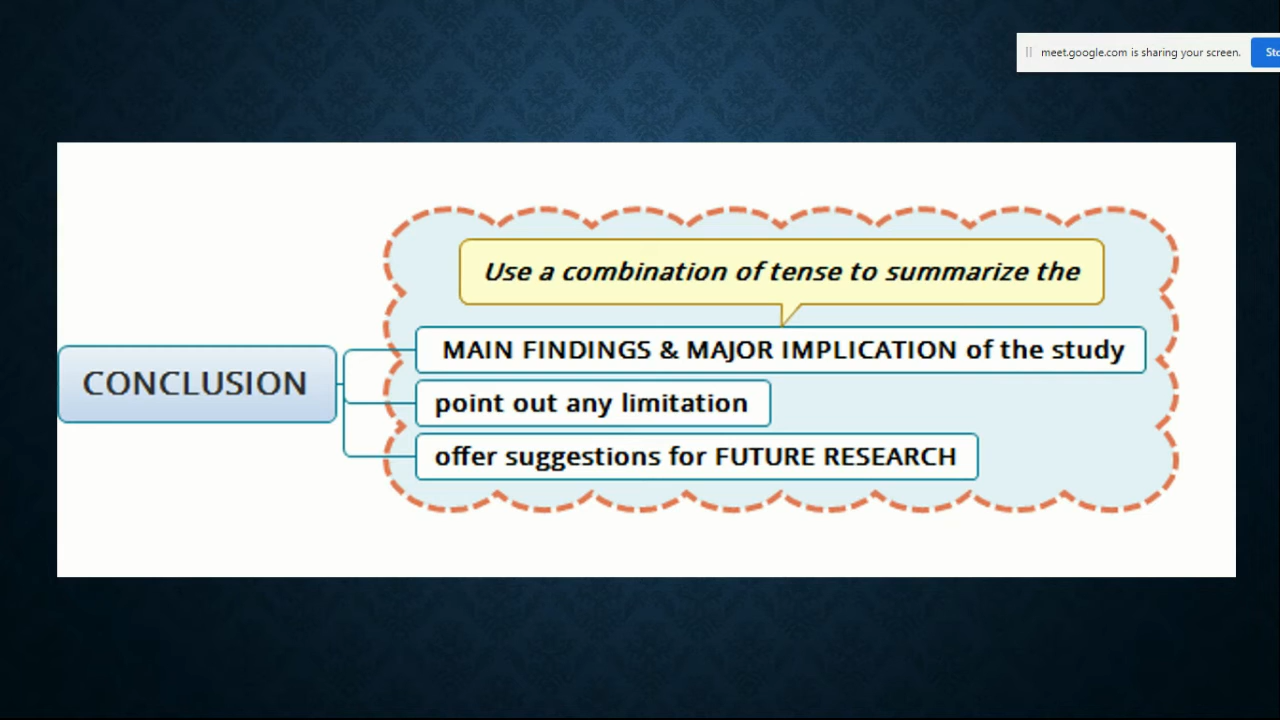 meet.google.com is sharing your screen.
Use a combination of tense to summarize the
MAIN FINDINGS & MAJOR IMPLICATION of the study
CONCLUSION
point out any limitation
offer suggestions for FUTURE RESEARCH